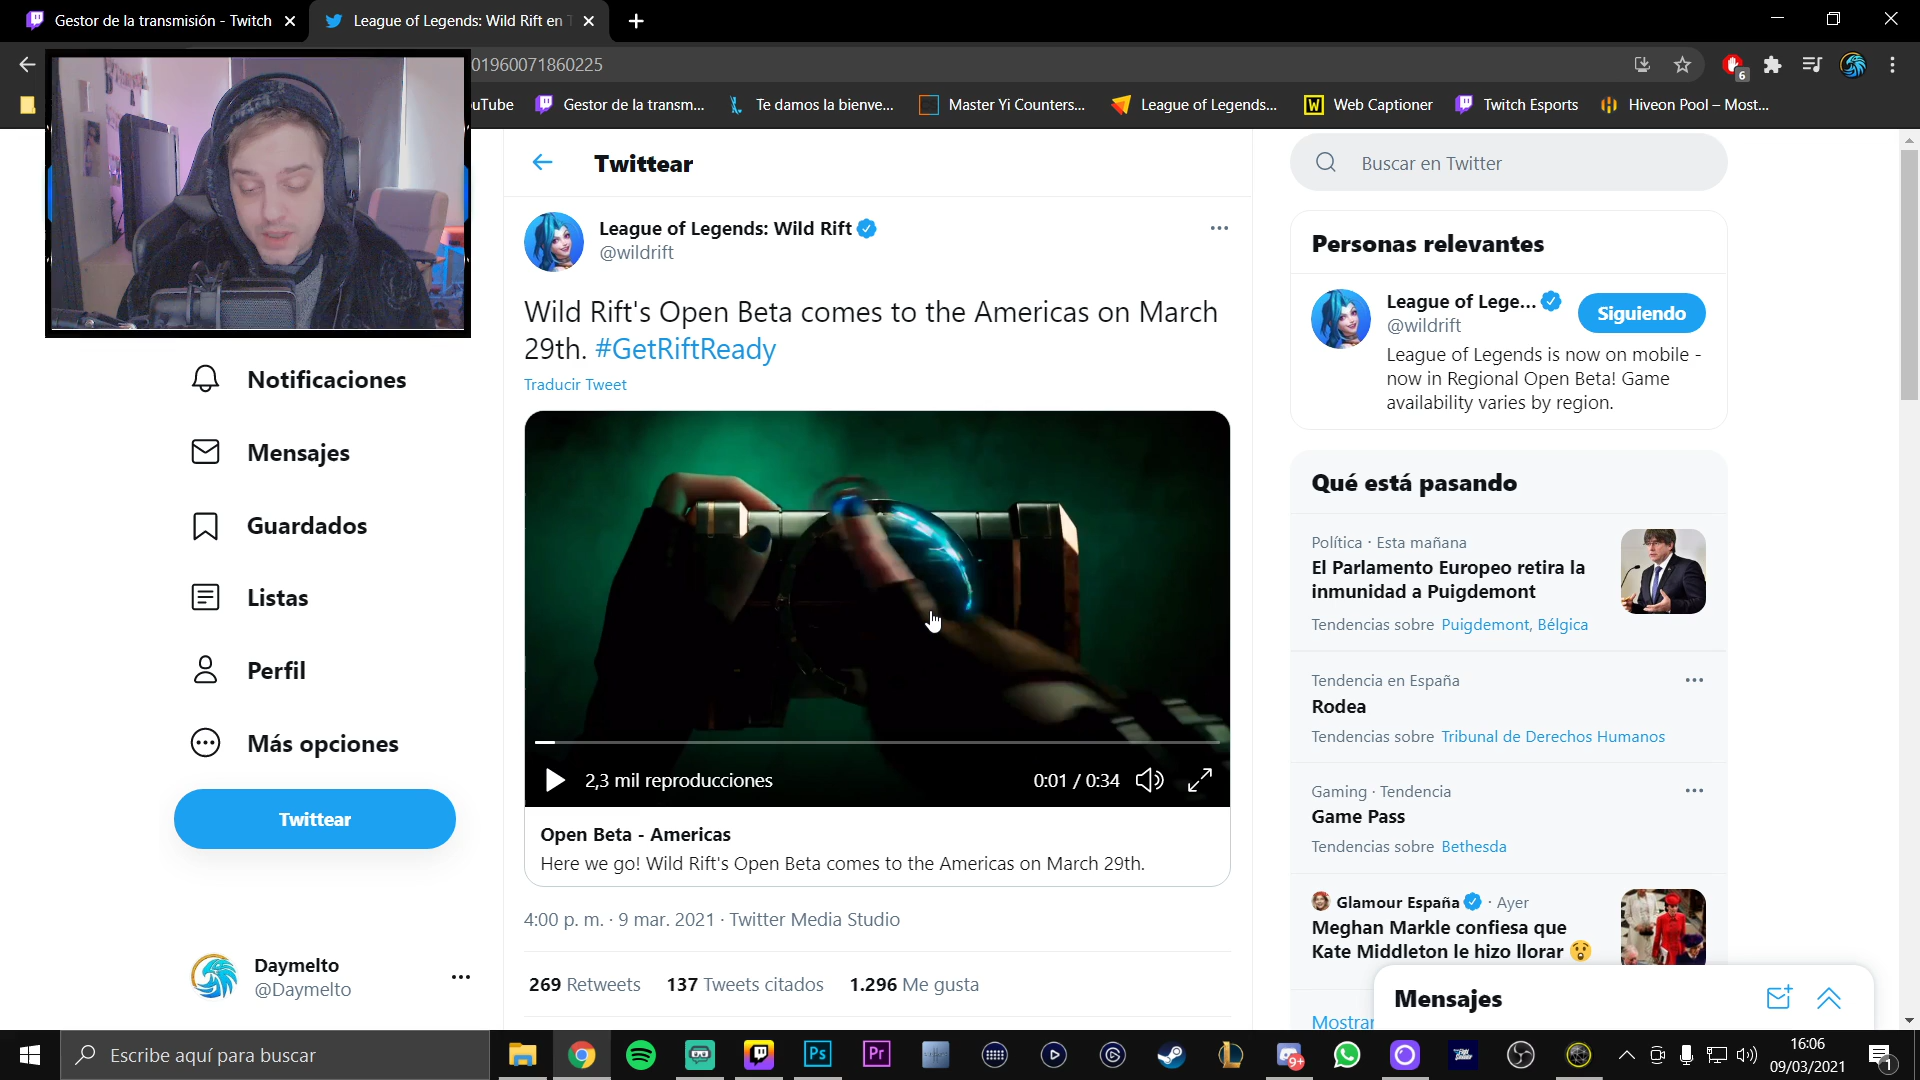 Gestor de la transmisión - Twitch
League of Legends: Wild Rift en T
01960071860225
6
uTube
Gestor de la transm...
Te damos la bienve...
Master Yi Counters...
League of Legends...
Web Captioner
Twitch Esports
Hiveon Pool – Most...
Twittear
Buscar en Twitter
League of Legends: Wild Rift
@wildrift
Wild Rift's Open Beta comes to the Americas on March
29th. #GetRiftReady
Traducir Tweet
2,3 mil reproducciones
0:01 / 0:34
Open Beta - Americas
Here we go! Wild Rift's Open Beta comes to the Americas on March 29th.
4:00 p. m. · 9 mar. 2021 · Twitter Media Studio
269 Retweets 137 Tweets citados 1.296 Me gusta
Notificaciones
Mensajes
Guardados
Listas
Perfil
Más opciones
Twittear
Daymelto
@Daymelto
Personas relevantes
League of Lege...
@wildrift
Siguiendo
League of Legends is now on mobile -
now in Regional Open Beta! Game
availability varies by region.
Qué está pasando
Política · Esta mañana
El Parlamento Europeo retira la
inmunidad a Puigdemont
Tendencias sobre Puigdemont, Bélgica
Tendencia en España
Rodea
Tendencias sobre Tribunal de Derechos Humanos
Gaming · Tendencia
Game Pass
Tendencias sobre Bethesda
Glamour España · Ayer
Meghan Markle confiesa que
Kate Middleton le hizo llorar 😲
Mostrar
Mensajes
Escribe aquí para buscar
Ps
Pr
9+
16:06
09/03/2021
1